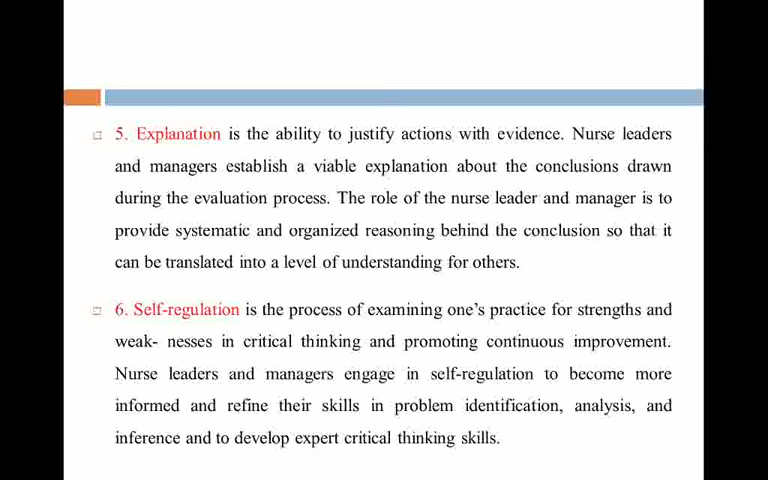 5. Explanation is the ability to justify actions with evidence. Nurse leaders
and managers establish a viable explanation about the conclusions drawn
during the evaluation process. The role of the nurse leader and manager is to
provide systematic and organized reasoning behind the conclusion so that it
can be translated into a level of understanding for others.
6. Self-regulation is the process of examining one’s practice for strengths and
weak- nesses in critical thinking and promoting continuous improvement.
Nurse leaders and managers engage in self-regulation to become more
informed and refine their skills in problem identification, analysis, and
inference and to develop expert critical thinking skills.